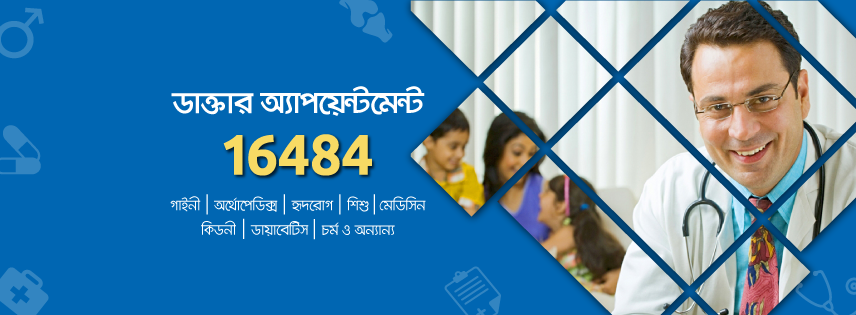 ডাক্তার অ্যাপয়েন্টমেন্ট
16484
গাইনী | অর্থোপেডিক্স | হৃদরোগ | শিশু | মেডিসিন
কিডনী | ডায়াবেটিস | চর্ম ও অন্যান্য